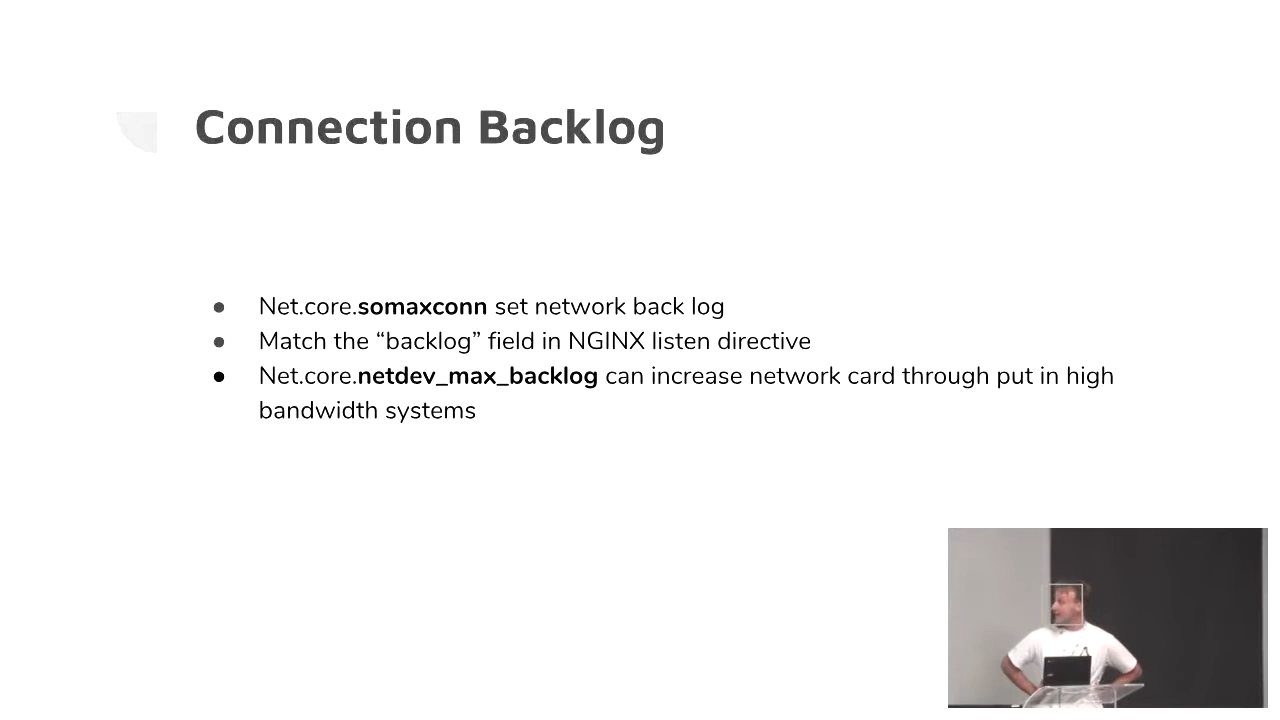 Connection Backlog
● Net.core.somaxconn set network back log
● Match the “backlog” field in NGINX listen directive
● Net.core.netdev_max_backlog can increase network card through put in high
bandwidth systems